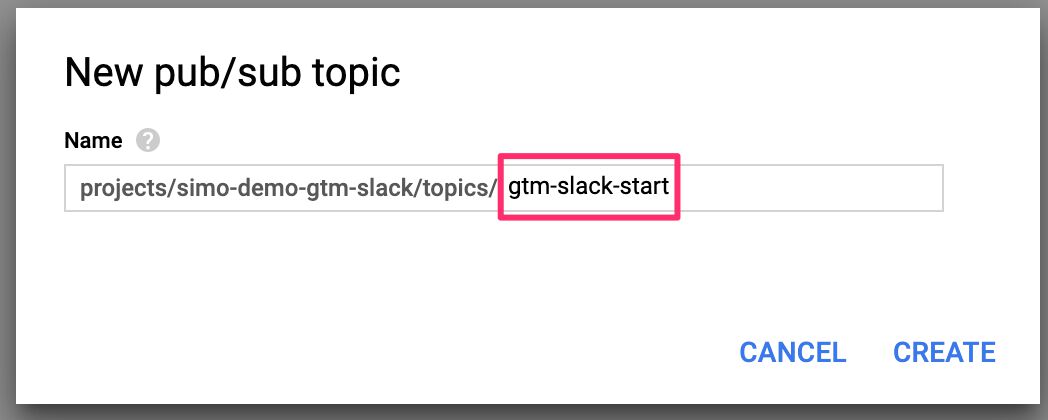 New pub/sub topic
Name ?
projects/simo-demo-gtm-slack/topics/ gtm-slack-start
CANCEL CREATE